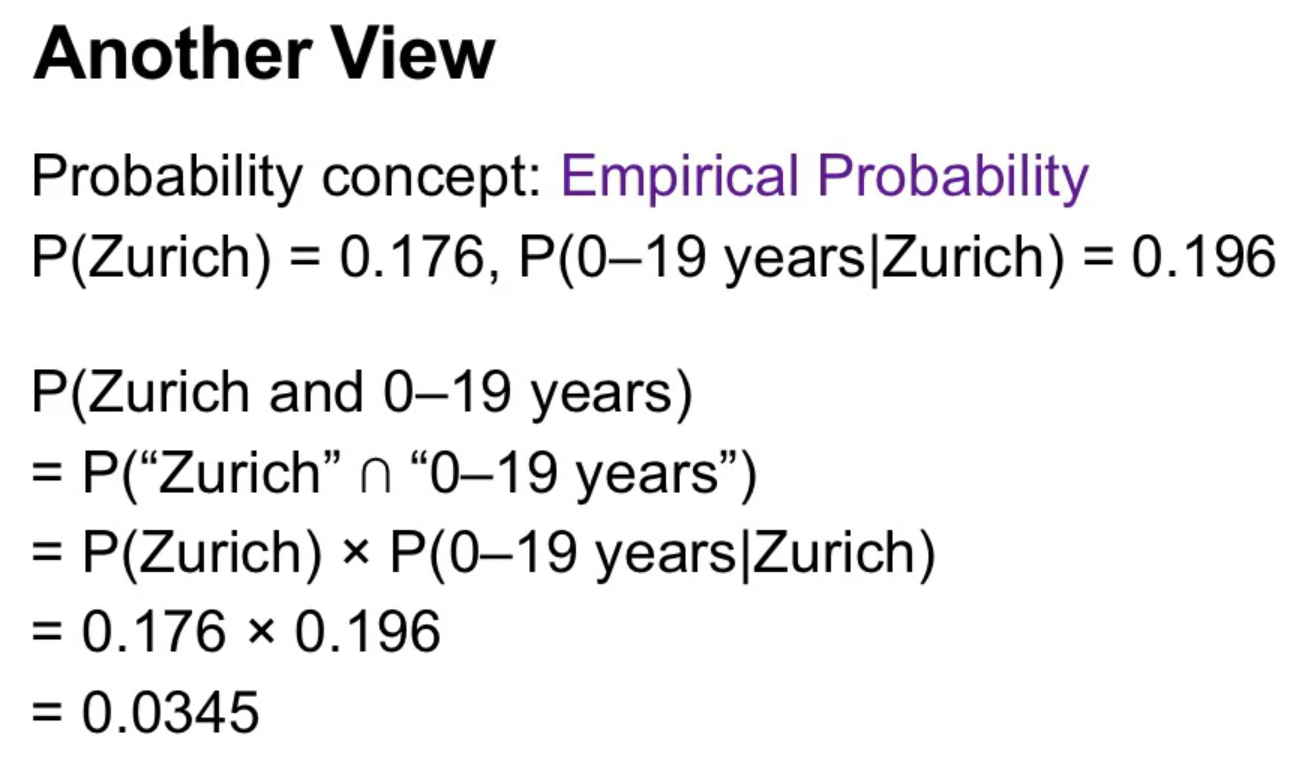 Another View
Probability concept: Empirical Probability
P(Zurich) = 0.176, P(0–19 years|Zurich) = 0.196
P(Zurich and 0–19 years)
= P(“Zurich” ∩ “0–19 years”)
= P(Zurich) × P(0–19 years|Zurich)
= 0.176 × 0.196
= 0.0345